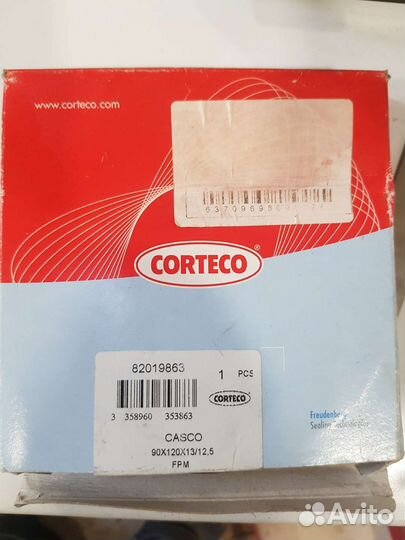 www.corteco.com
CORTECO®
82019863
1 PCS
3 358960 353863
CORTECO
CASCO
90X120X13/12,5
FPM
Freudenberg
Sealing Technologies
Avito